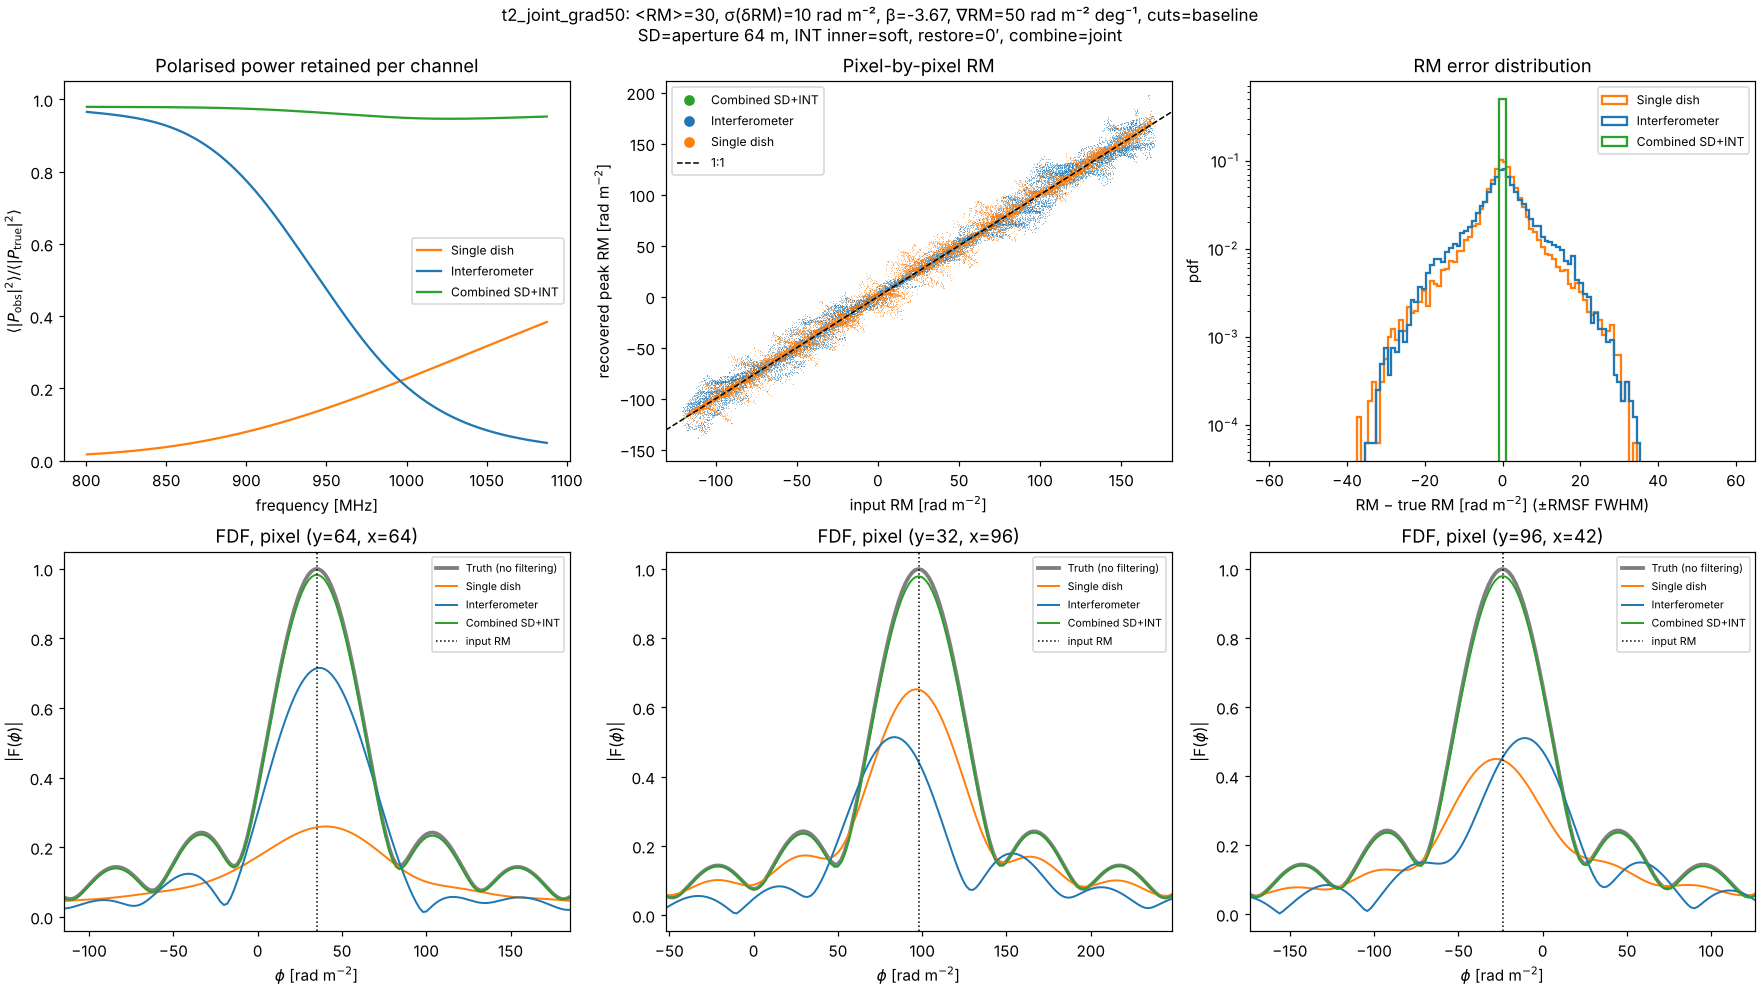 t2_joint_grad50: <RM>=30, σ(δRM)=10 rad m⁻², β=-3.67, ∇RM=50 rad m⁻² deg⁻¹, cuts=baseline
SD=aperture 64 m, INT inner=soft, restore=0′, combine=joint
Polarised power retained per channel
⟨|P_obs|²⟩/⟨|P_true|²⟩
1.0
0.8
0.6
0.4
0.2
0.0
Single dish
Interferometer
Combined SD+INT
800 850 900 950 1000 1050 1100
frequency [MHz]
Pixel-by-pixel RM
recovered peak RM [rad m⁻²]
200
150
100
50
0
−50
−100
−150
Combined SD+INT
Interferometer
Single dish
1:1
−100 −50 0 50 100 150
input RM [rad m⁻²]
RM error distribution
pdf
10⁻¹
10⁻²
10⁻³
10⁻⁴
Single dish
Interferometer
Combined SD+INT
−60 −40 −20 0 20 40 60
RM − true RM [rad m⁻²] (±RMSF FWHM)
FDF, pixel (y=64, x=64)
|F(ϕ)|
1.0
0.8
0.6
0.4
0.2
0.0
Truth (no filtering)
Single dish
Interferometer
Combined SD+INT
input RM
−100 −50 0 50 100 150
ϕ [rad m⁻²]
FDF, pixel (y=32, x=96)
|F(ϕ)|
1.0
0.8
0.6
0.4
0.2
0.0
Truth (no filtering)
Single dish
Interferometer
Combined SD+INT
input RM
−50 0 50 100 150 200
ϕ [rad m⁻²]
FDF, pixel (y=96, x=42)
|F(ϕ)|
1.0
0.8
0.6
0.4
0.2
0.0
Truth (no filtering)
Single dish
Interferometer
Combined SD+INT
input RM
−150 −100 −50 0 50 100
ϕ [rad m⁻²]